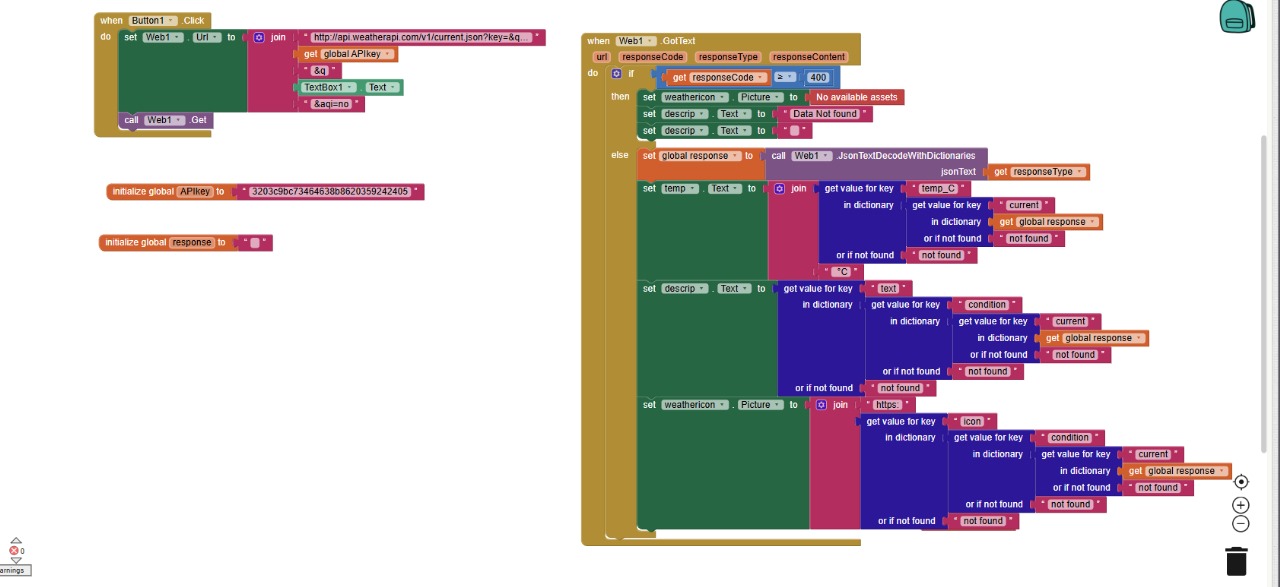 when Button1 .Click
do set Web1 . Url to join " http://api.weatherapi.com/v1/current.json?key=&q... "
get global APIkey
" &q "
TextBox1 . Text
" &aqi=no "
call Web1 .Get
initialize global APIkey to " 3203c9bc73464638b8620359242405 "
initialize global response to " "
when Web1 .GotText
url responseCode responseType responseContent
do if get responseCode ≥ 400
then set weathericon . Picture to No available assets
set descrip . Text to " Data Not found "
set descrip . Text to " "
else set global response to call Web1 .JsonTextDecodeWithDictionaries
jsonText get responseType
set temp . Text to join get value for key " temp_C "
in dictionary get value for key " current "
in dictionary get global response
or if not found " not found "
or if not found " not found "
" °C "
set descrip . Text to get value for key " text "
in dictionary get value for key " condition "
in dictionary get value for key " current "
in dictionary get global response
or if not found " not found "
or if not found " not found "
or if not found " not found "
set weathericon . Picture to join " https: "
get value for key " icon "
in dictionary get value for key " condition "
in dictionary get value for key " current "
in dictionary get global response
or if not found " not found "
or if not found " not found "
or if not found " not found "
0
arnings